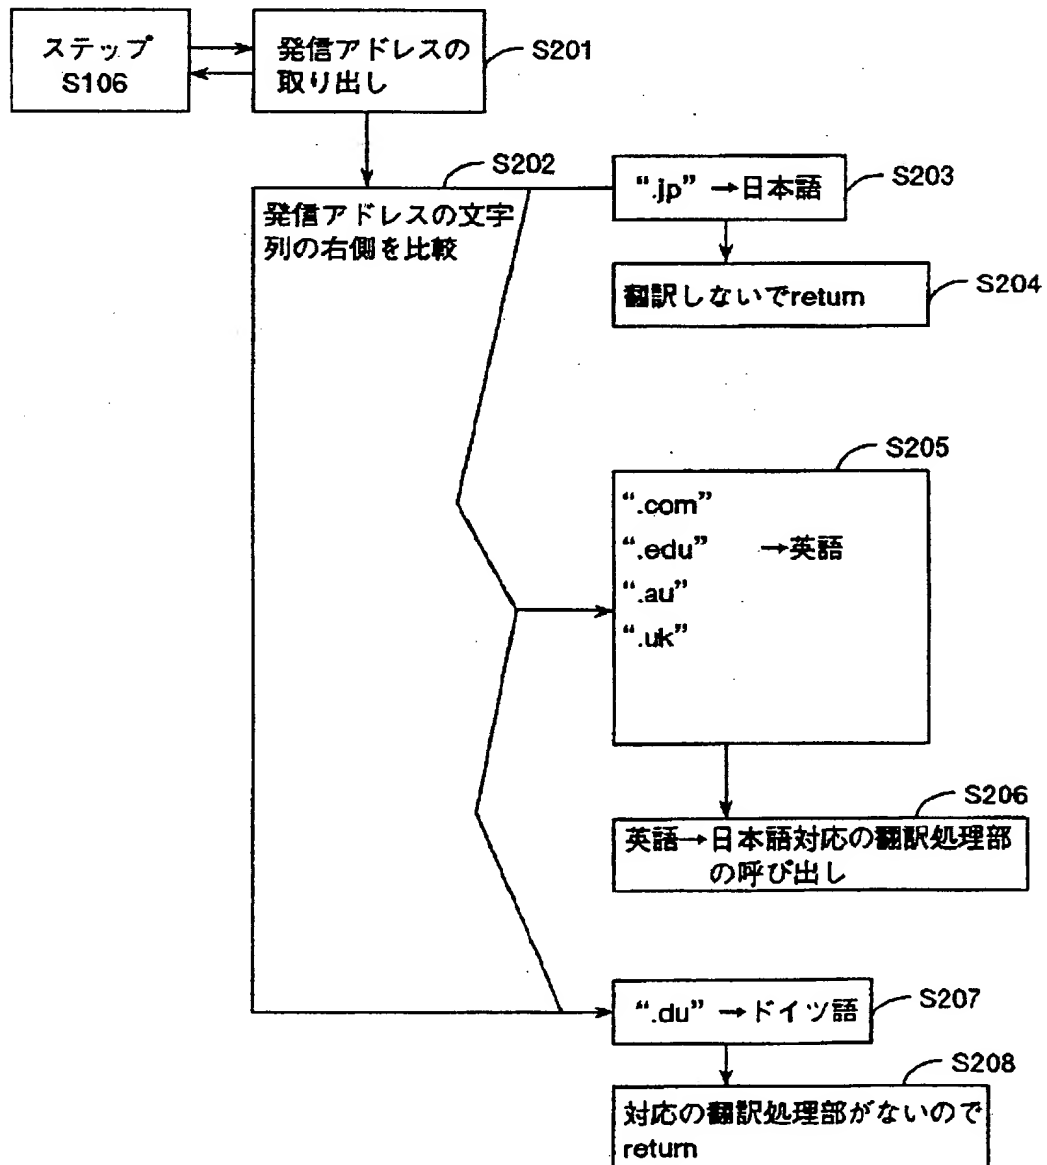 ステップ
S106
発信アドレスの
取り出し
S201
S202
発信アドレスの文字
列の右側を比較
“.jp” →日本語
S203
翻訳しないでreturn
S204
S205
“.com”
“.edu” →英語
“.au”
“.uk”
S206
英語→日本語対応の翻訳処理部
の呼び出し
“.du” →ドイツ語
S207
S208
対応の翻訳処理部がないので
return